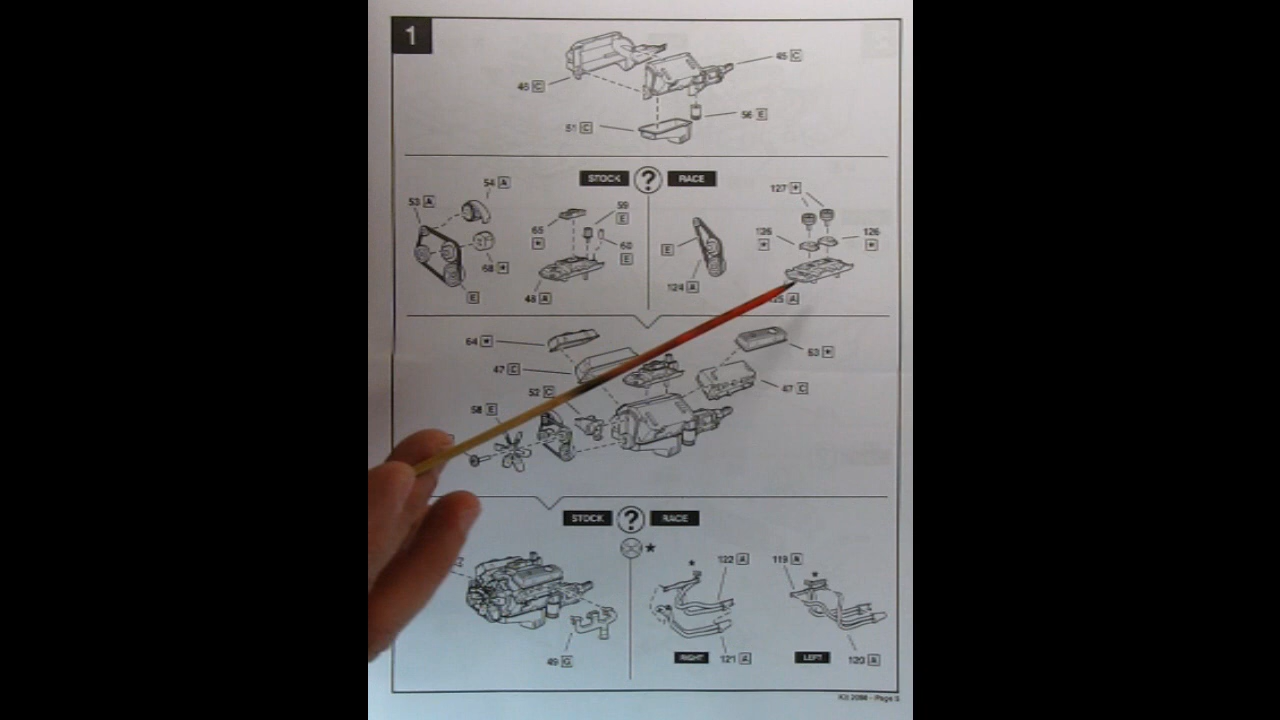 1
46 C
45 C
51 C
56 E
STOCK ? RACE
53 A
54 A
68 *
E
65 *
59 E
60 E
48 A
E
124 A
127 *
126 *
126 *
125 A
64 *
47 C
52 C
58 E
63 *
47 C
STOCK ? RACE
49 G
122 A
121 A
RIGHT
119 A
120 A
LEFT